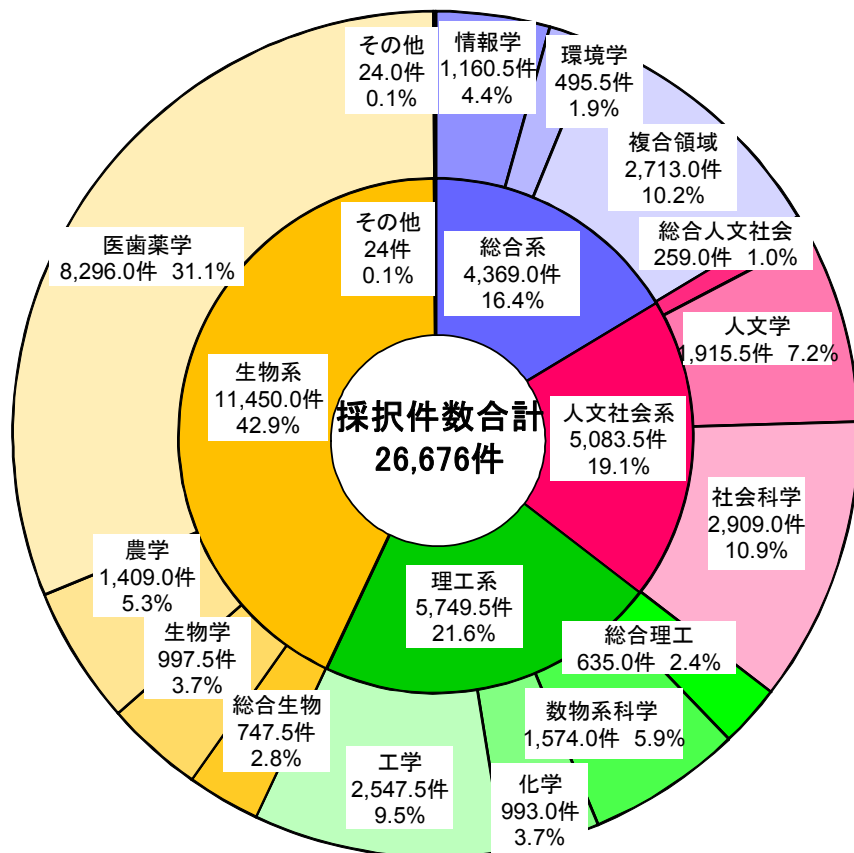 その他
24.0件
0.1%
情報学
1,160.5件
4.4%
環境学
495.5件
1.9%
複合領域
2,713.0件
10.2%
総合人文社会
259.0件 1.0%
人文学
1,915.5件 7.2%
社会科学
2,909.0件
10.9%
総合理工
635.0件 2.4%
数物系科学
1,574.0件 5.9%
化学
993.0件
3.7%
工学
2,547.5件
9.5%
総合生物
747.5件
2.8%
生物学
997.5件
3.7%
農学
1,409.0件
5.3%
医歯薬学
8,296.0件 31.1%
その他
24件
0.1%
総合系
4,369.0件
16.4%
人文社会系
5,083.5件
19.1%
理工系
5,749.5件
21.6%
生物系
11,450.0件
42.9%
採択件数合計
26,676件